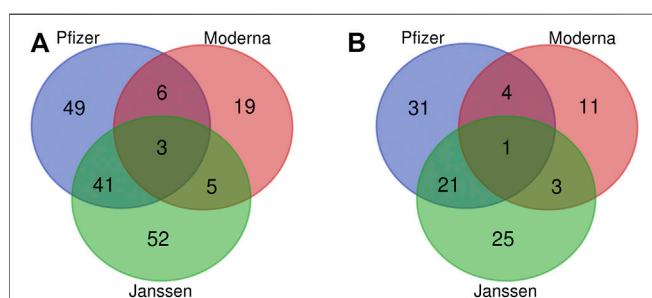 A
Pfizer
Moderna
49
6
19
3
41
5
52
Janssen
B
Pfizer
Moderna
31
4
11
1
21
3
25
Janssen